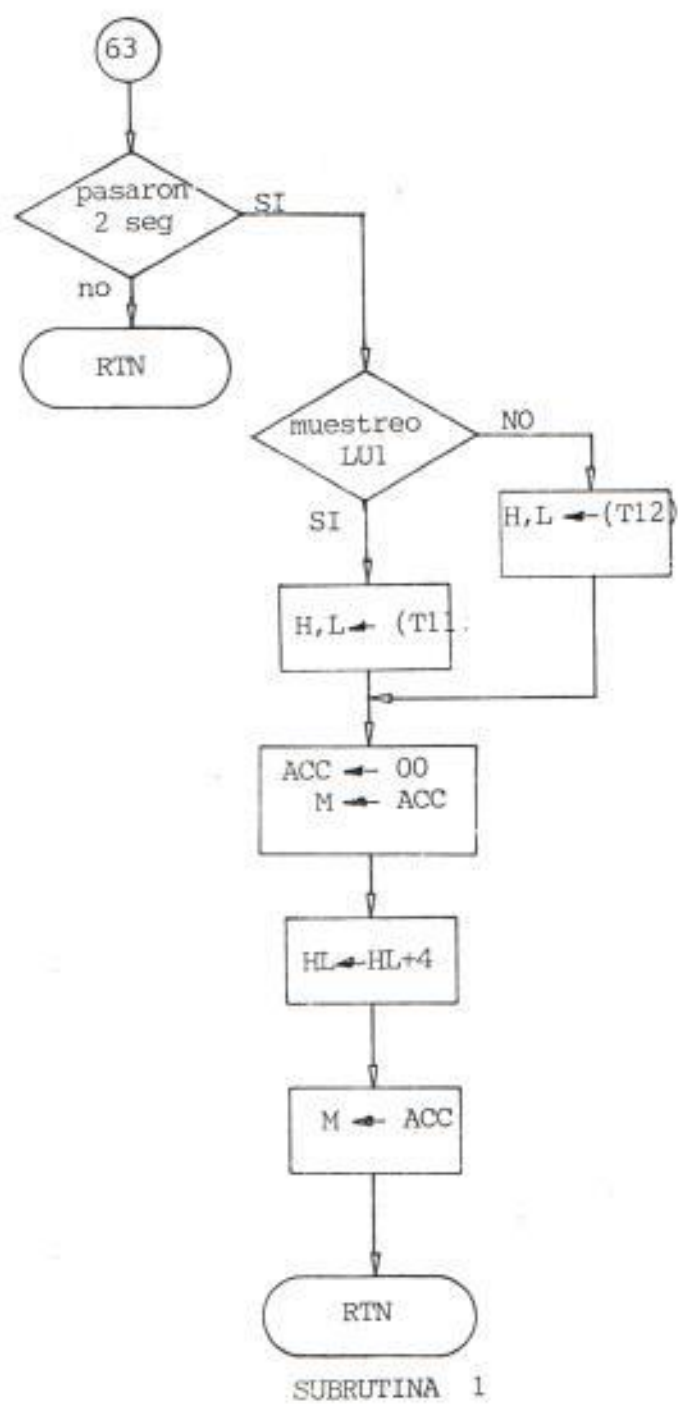 63
pasaron
2 seg
SI
no
RTN
muestreo
LU1
NO
SI
H,L ← (T12)
H,L ← (T11
ACC ← 00
M ← ACC
HL←HL+4
M ← ACC
RTN
SUBRUTINA 1